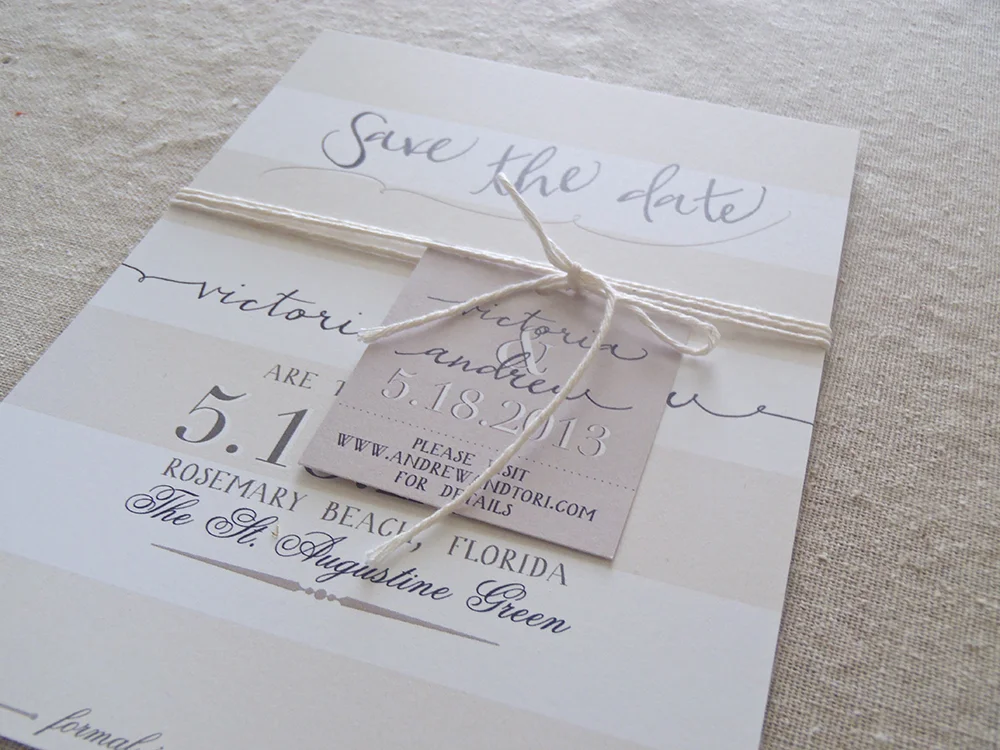 Save the date
victori
ARE
5.1
ROSEMARY BEACH, FLORIDA
The St. Augustine Green
formal
victoria
&
andrew
5.18.2013
PLEASE VISIT
WWW.ANDREWANDTORI.COM
FOR DETAILS